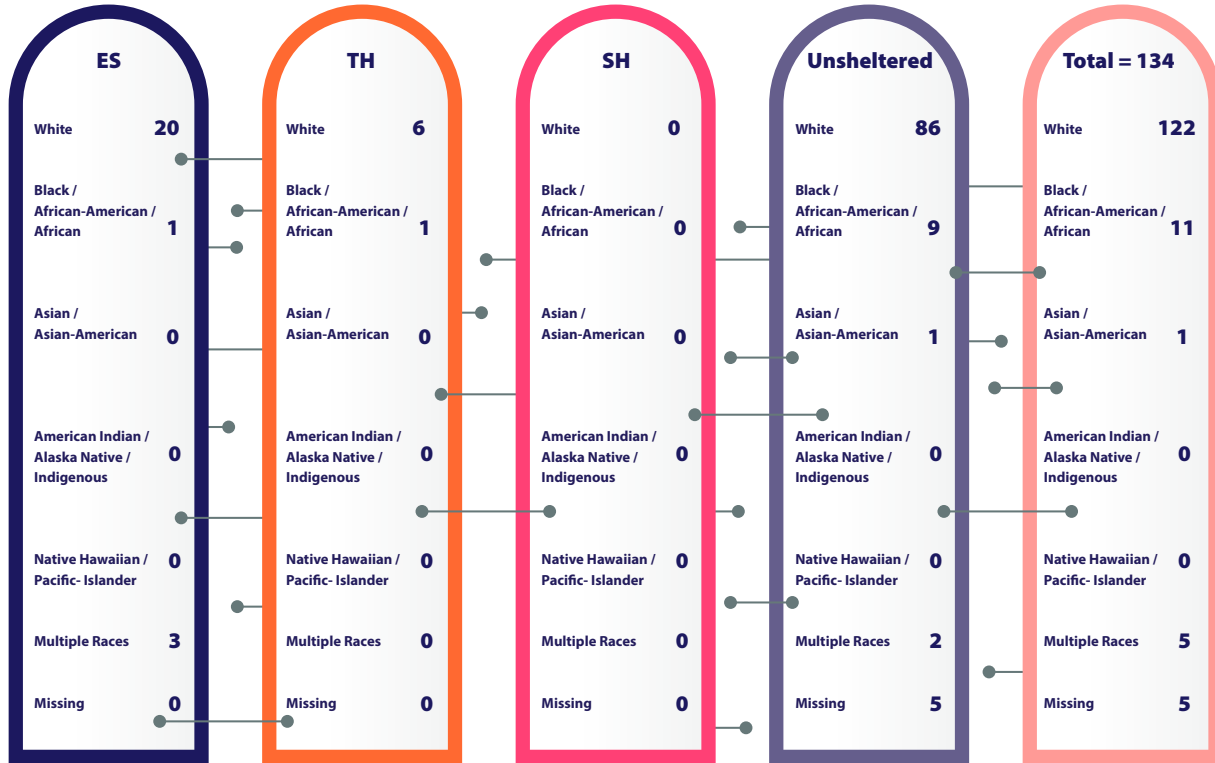 ES
White 20
Black /
African-American /
African 1
Asian /
Asian-American 0
American Indian /
Alaska Native / 0
Indigenous
Native Hawaiian / 0
Pacific- Islander
Multiple Races 3
Missing 0
TH
White 6
Black /
African-American /
African 1
Asian /
Asian-American 0
American Indian /
Alaska Native / 0
Indigenous
Native Hawaiian / 0
Pacific- Islander
Multiple Races 0
Missing 0
SH
White 0
Black /
African-American /
African 0
Asian /
Asian-American 0
American Indian /
Alaska Native / 0
Indigenous
Native Hawaiian / 0
Pacific- Islander
Multiple Races 0
Missing 0
Unsheltered
White 86
Black /
African-American /
African 9
Asian /
Asian-American 1
American Indian /
Alaska Native / 0
Indigenous
Native Hawaiian / 0
Pacific- Islander
Multiple Races 2
Missing 5
Total = 134
White 122
Black /
African-American /
African 11
Asian /
Asian-American 1
American Indian /
Alaska Native / 0
Indigenous
Native Hawaiian / 0
Pacific- Islander
Multiple Races 5
Missing 5